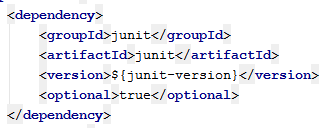 <dependency>
    <groupId>junit</groupId>
    <artifactId>junit</artifactId>
    <version>${junit-version}</version>
    <optional>true</optional>
</dependency>